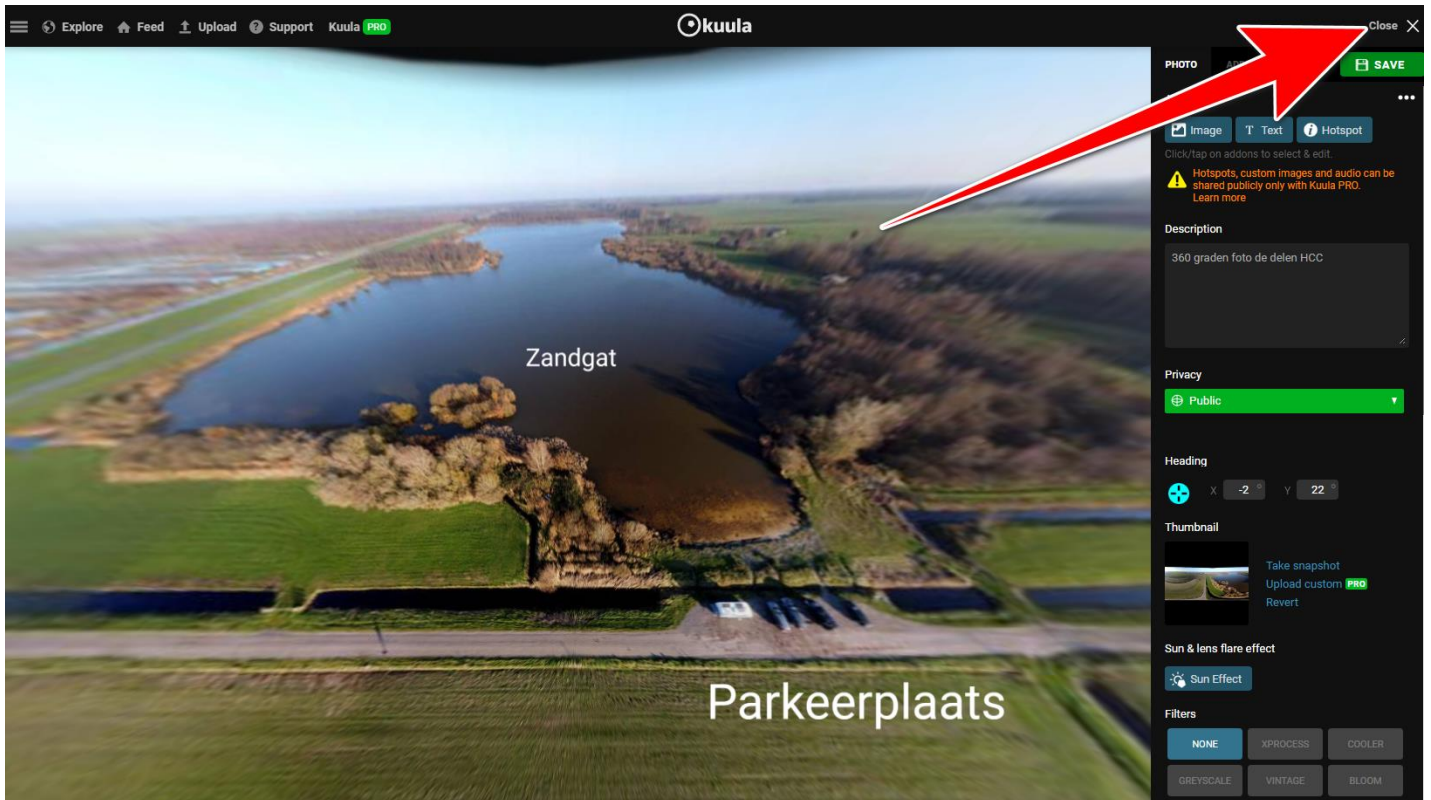 Explore Feed Upload Support Kuula PRO
kuula
Close
PHOTO
SAVE
Image Text Hotspot
Click/tap on addons to select & edit.
Hotspots, custom images and audio can be
shared publicly only with Kuula PRO.
Learn more
Description
360 graden foto de delen HCC
Zandgat
Privacy
Public
Heading
X -2 ° Y 22 °
Thumbnail
Take snapshot
Upload custom PRO
Revert
Sun & lens flare effect
Sun Effect
Parkeerplaats
Filters
NONE XPROCESS COOLER
GREYSCALE VINTAGE BLOOM